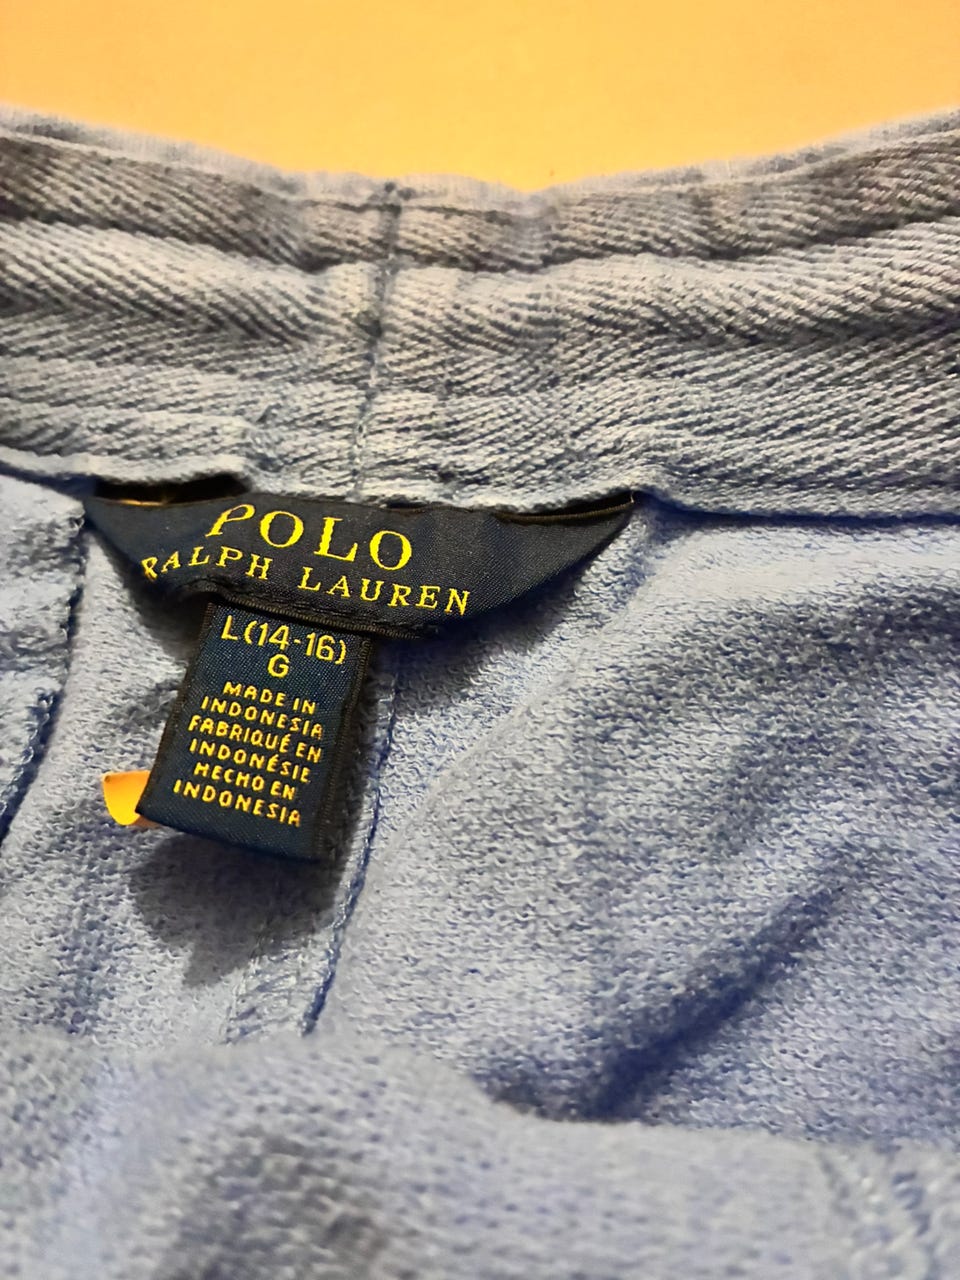 POLO
RALPH LAUREN
L(14-16)
G
MADE IN
INDONESIA
FABRIQUÉ EN
INDONÉSIE
HECHO EN
INDONESIA